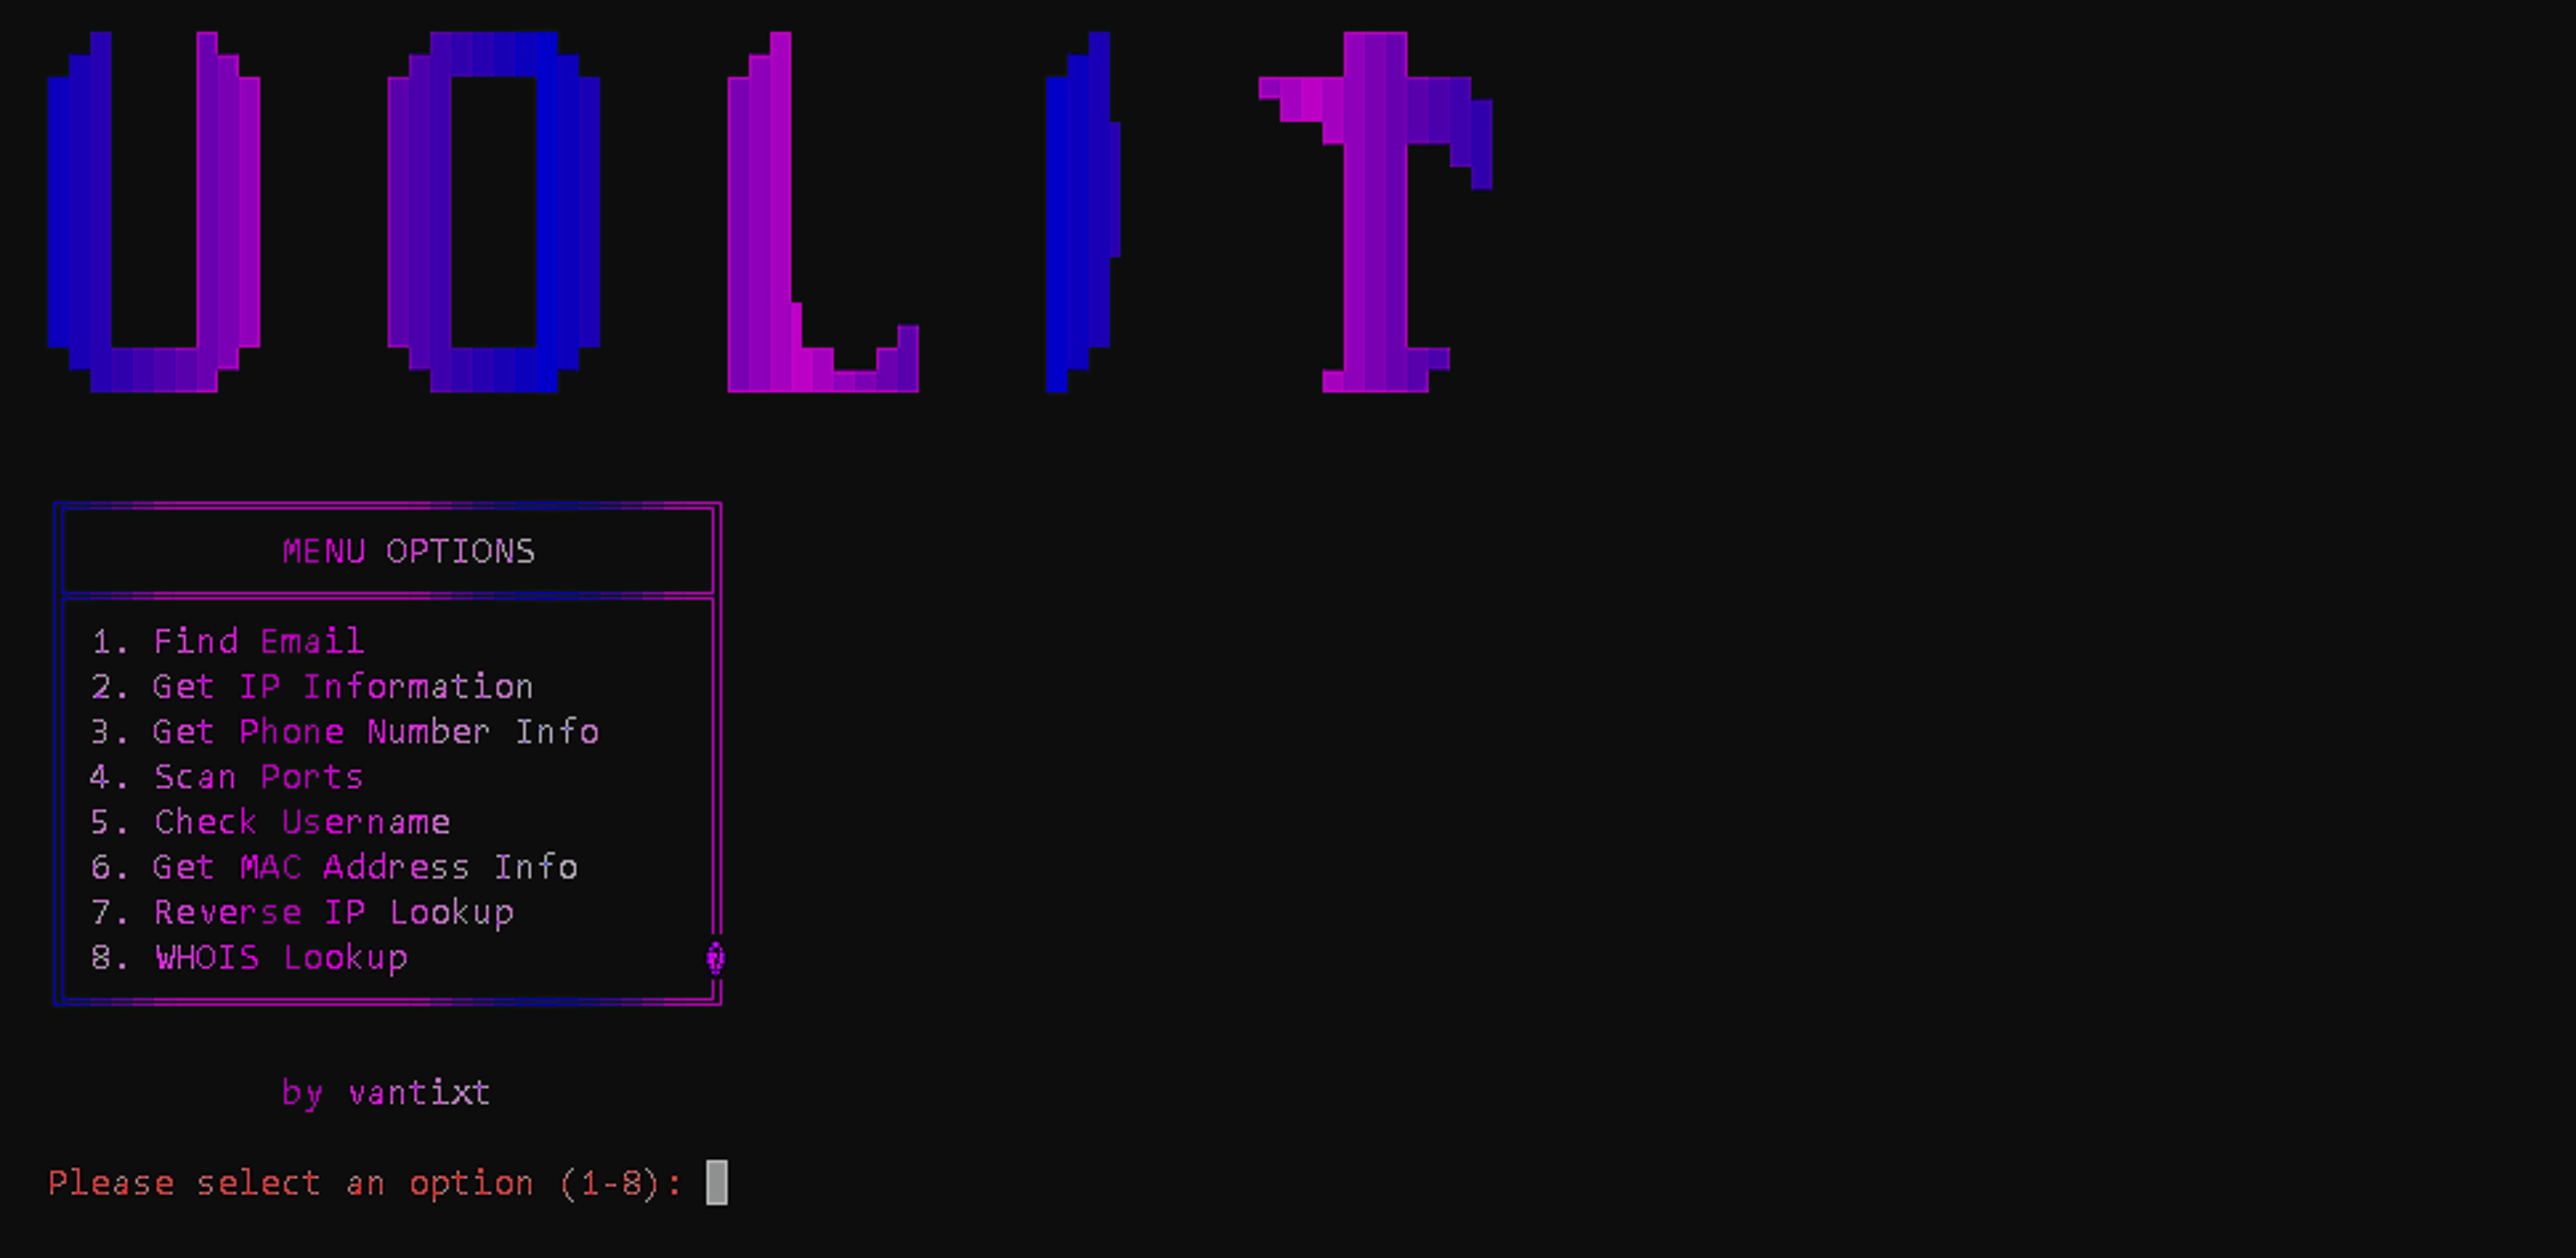 UOLIT
MENU OPTIONS
1. Find Email
2. Get IP Information
3. Get Phone Number Info
4. Scan Ports
5. Check Username
6. Get MAC Address Info
7. Reverse IP Lookup
8. WHOIS Lookup
by vantixt
Please select an option (1-8):